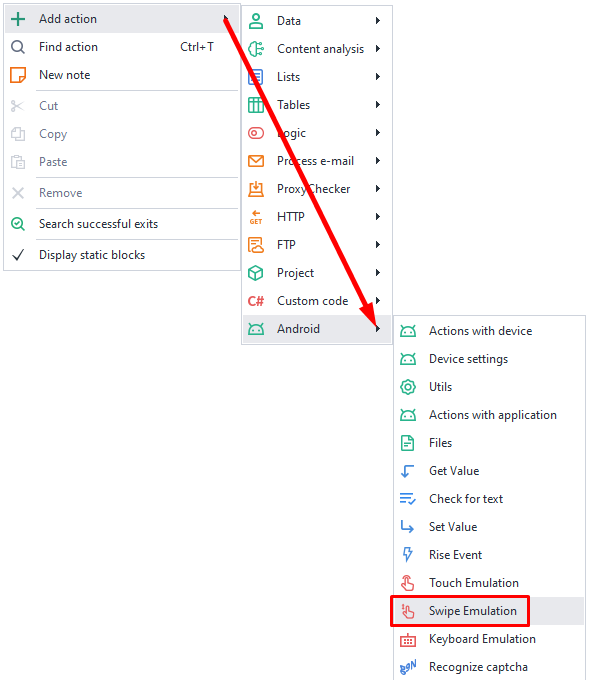 Add action
Find action Ctrl+T
New note
Cut
Copy
Paste
Remove
Search successful exits
Display static blocks
Data
Content analysis
Lists
Tables
Logic
Process e-mail
ProxyChecker
GET
HTTP
FTP
Project
C# Custom code
Android
Actions with device
Device settings
Utils
Actions with application
Files
Get Value
Check for text
Set Value
Rise Event
Touch Emulation
Swipe Emulation
Keyboard Emulation
Recognize captcha